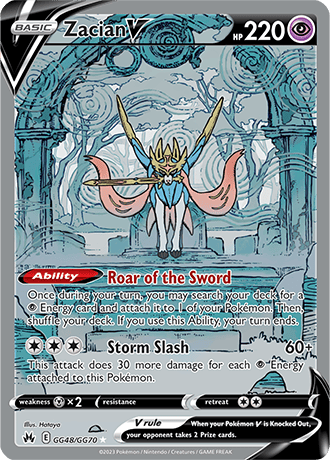 BASIC Zacian V HP 220
Ability Roar of the Sword
Once during your turn, you may search your deck for a
Energy card and attach it to 1 of your Pokémon. Then,
shuffle your deck. If you use this Ability, your turn ends.
Storm Slash 60+
This attack does 30 more damage for each Energy
attached to this Pokémon.
weakness ×2 resistance retreat
Illus. Hataya
E GG48/GG70
V rule When your Pokémon V is Knocked Out,
your opponent takes 2 Prize cards.
©2023 Pokémon / Nintendo / Creatures / GAME FREAK